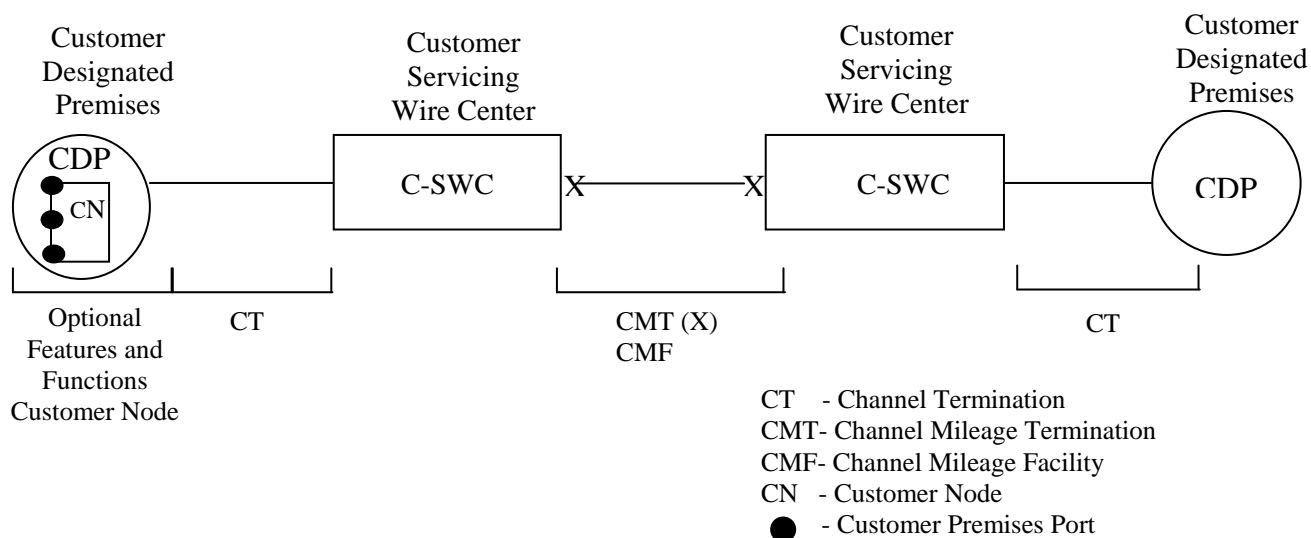 Customer
Designated
Premises
Customer
Servicing
Wire Center
Customer
Servicing
Wire Center
Customer
Designated
Premises
CDP
CN
C-SWC
X
X
C-SWC
CDP
Optional
Features and
Functions
Customer Node
CT
CMT (X)
CMF
CT
CT - Channel Termination
CMT- Channel Mileage Termination
CMF- Channel Mileage Facility
CN - Customer Node
- Customer Premises Port